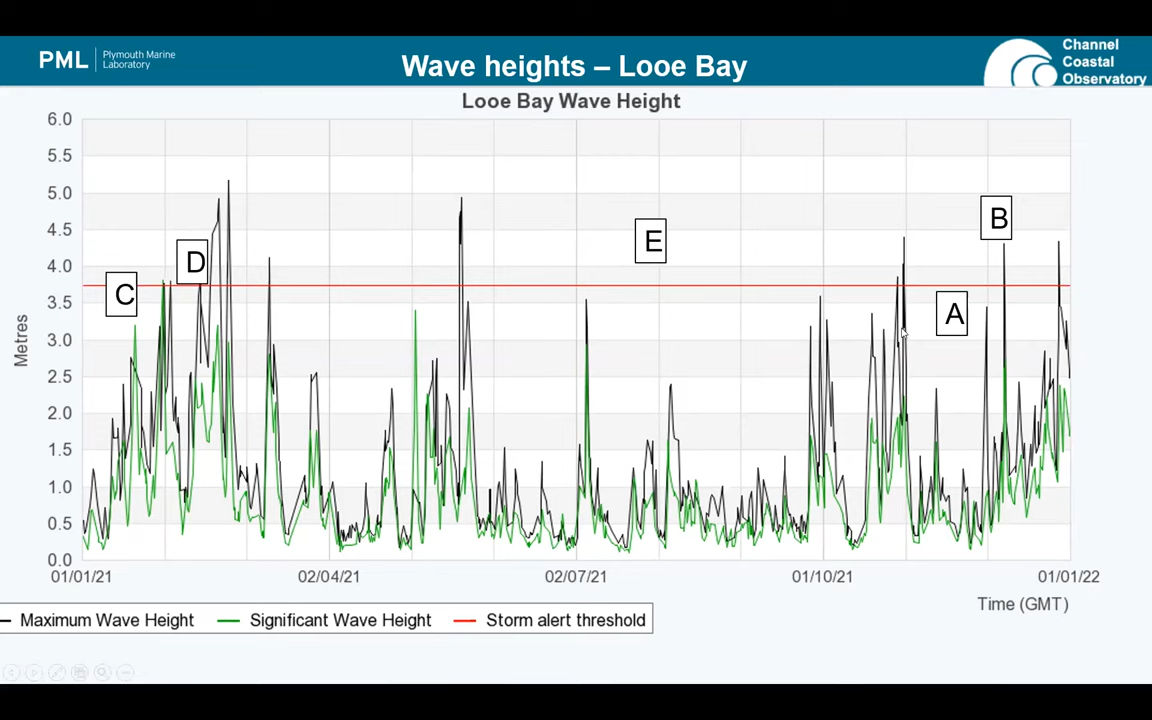 PML Plymouth Marine
Laboratory
Wave heights – Looe Bay
Channel
Coastal
Observatory
Looe Bay Wave Height
6.0
5.5
5.0
4.5
4.0
3.5
3.0
2.5
2.0
1.5
1.0
0.5
0.0
Metres
C
D
E
A
B
01/01/21 02/04/21 02/07/21 01/10/21 01/01/22
Time (GMT)
Maximum Wave Height Significant Wave Height Storm alert threshold